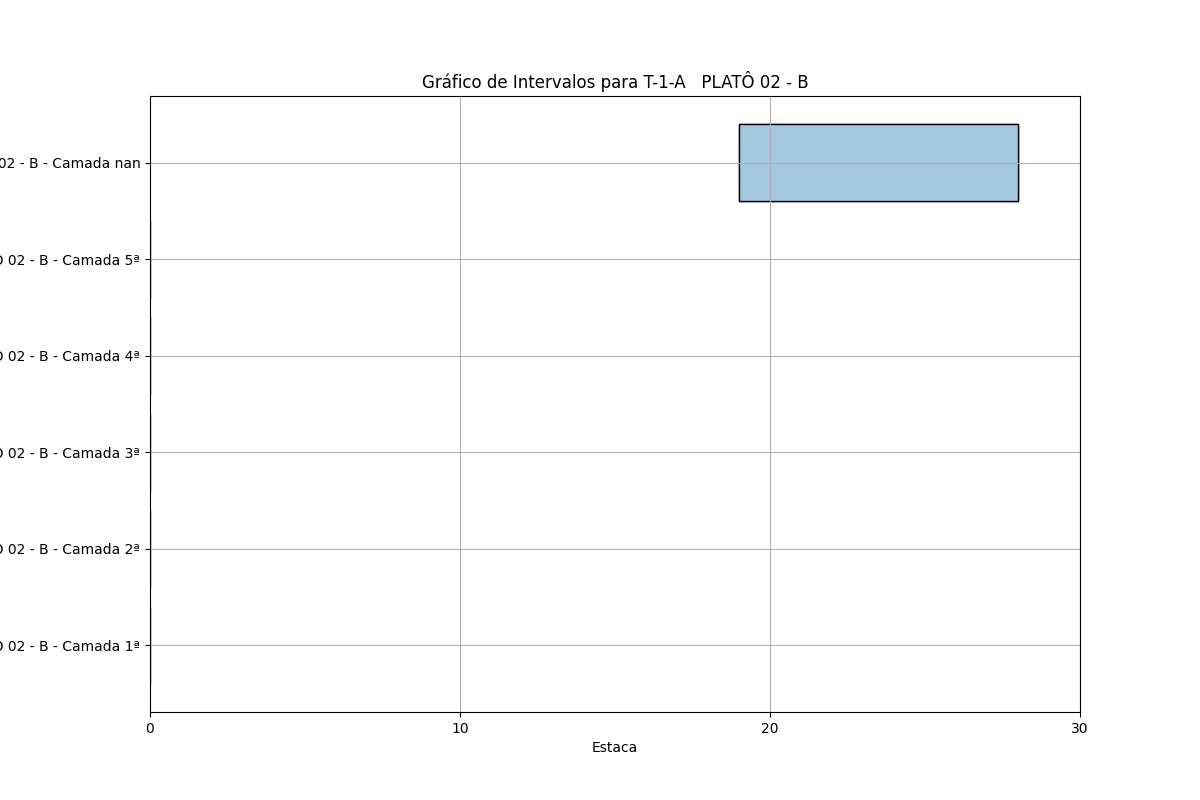 Gráfico de Intervalos para T-1-A   PLATÔ 02 - B
02 - B - Camada nan
02 - B - Camada 5ª
02 - B - Camada 4ª
02 - B - Camada 3ª
02 - B - Camada 2ª
02 - B - Camada 1ª
0 10 20 30
Estaca